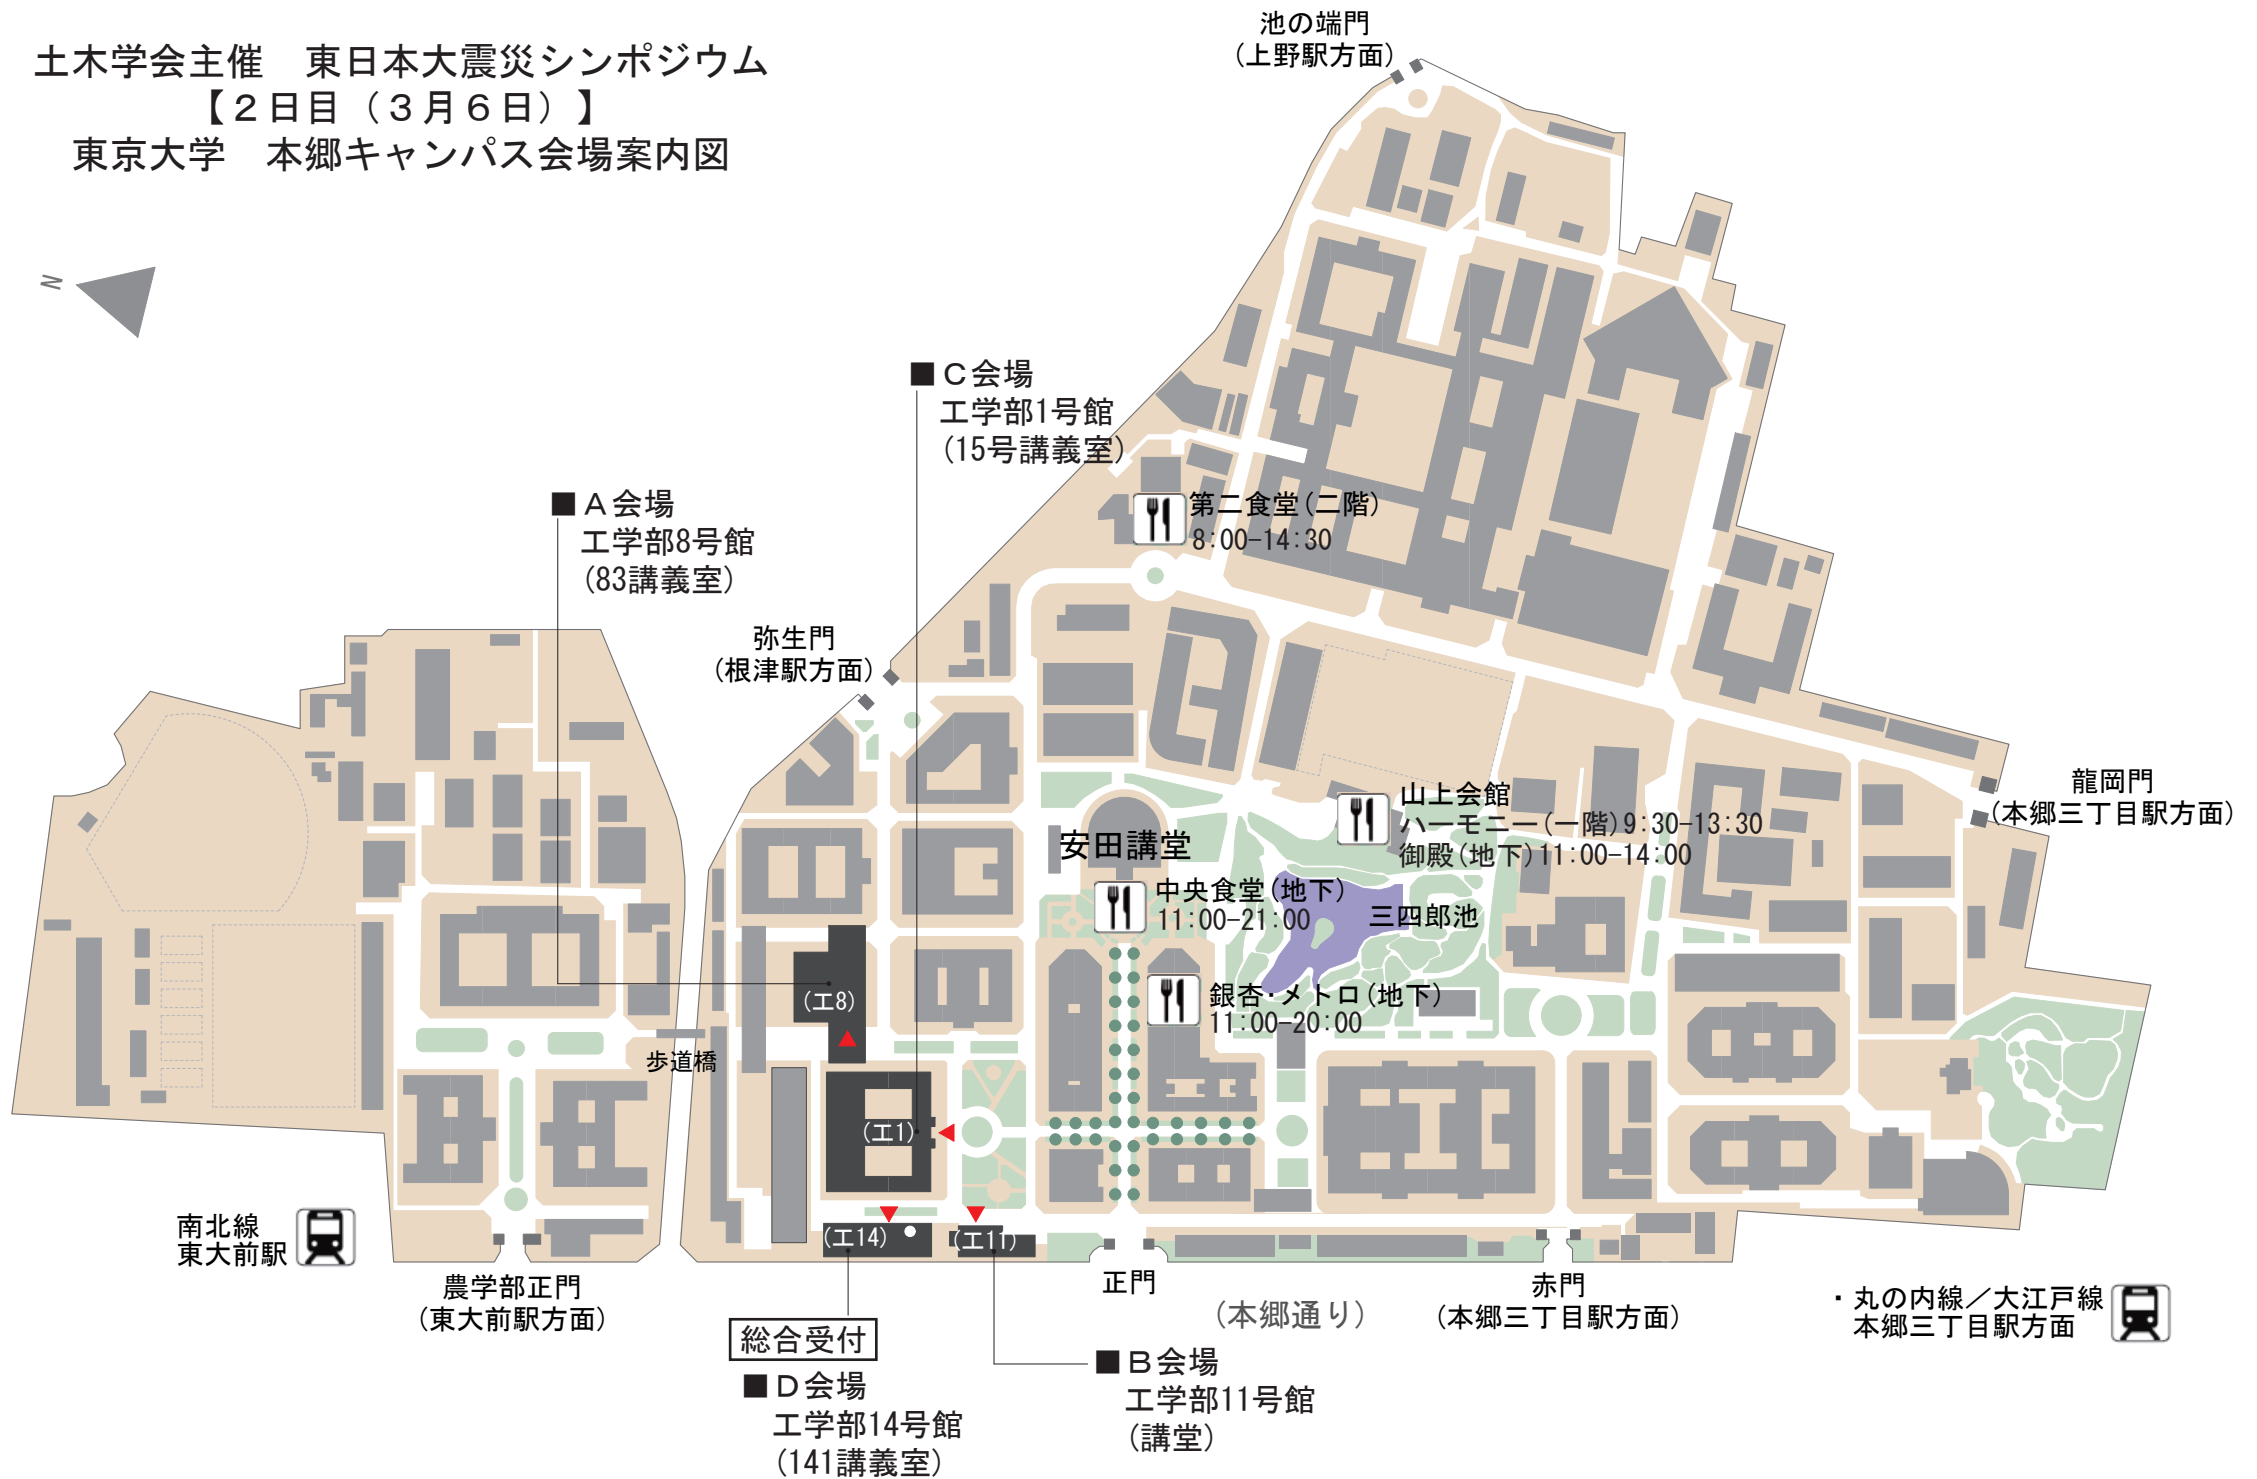 土木学会主催　東日本大震災シンポジウム
【２日目（３月６日）】
東京大学　本郷キャンパス会場案内図
池の端門
(上野駅方面)
N
■Ｃ会場
工学部1号館
(15号講義室)
■Ａ会場
工学部8号館
(83講義室)
第二食堂(二階)
8:00-14:30
弥生門
(根津駅方面)
山上会館
ハーモニー(一階)9:30-13:30
御殿(地下)11:00-14:00
龍岡門
(本郷三丁目駅方面)
安田講堂
中央食堂(地下)
11:00-21:00
三四郎池
銀杏・メトロ(地下)
11:00-20:00
(工8)
歩道橋
(工1)
(工14)
(工11)
南北線
東大前駅
農学部正門
(東大前駅方面)
正門
(本郷通り)
赤門
(本郷三丁目駅方面)
・丸の内線／大江戸線
本郷三丁目駅方面
総合受付
■Ｄ会場
工学部14号館
(141講義室)
■Ｂ会場
工学部11号館
(講堂)